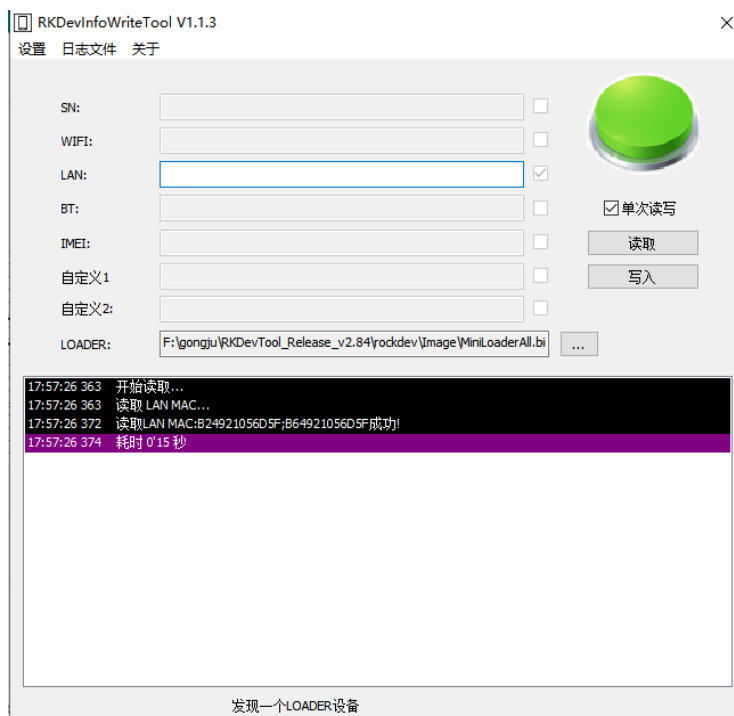 RKDevInfoWriteTool V1.1.3
设置 日志文件 关于
SN:
WIFI:
LAN:
BT:
单次读写
IMEI:
读取
自定义1
写入
自定义2:
LOADER: F:\gongju\RKDevTool_Release_v2.84\rockdev\Image\MiniLoaderAll.bi ...
17:57:26 363 开始读取...
17:57:26 363 读取 LAN MAC...
17:57:26 372 读取LAN MAC:B24921056D5F;B64921056D5F成功!
17:57:26 374 耗时 0'15 秒
发现一个LOADER设备